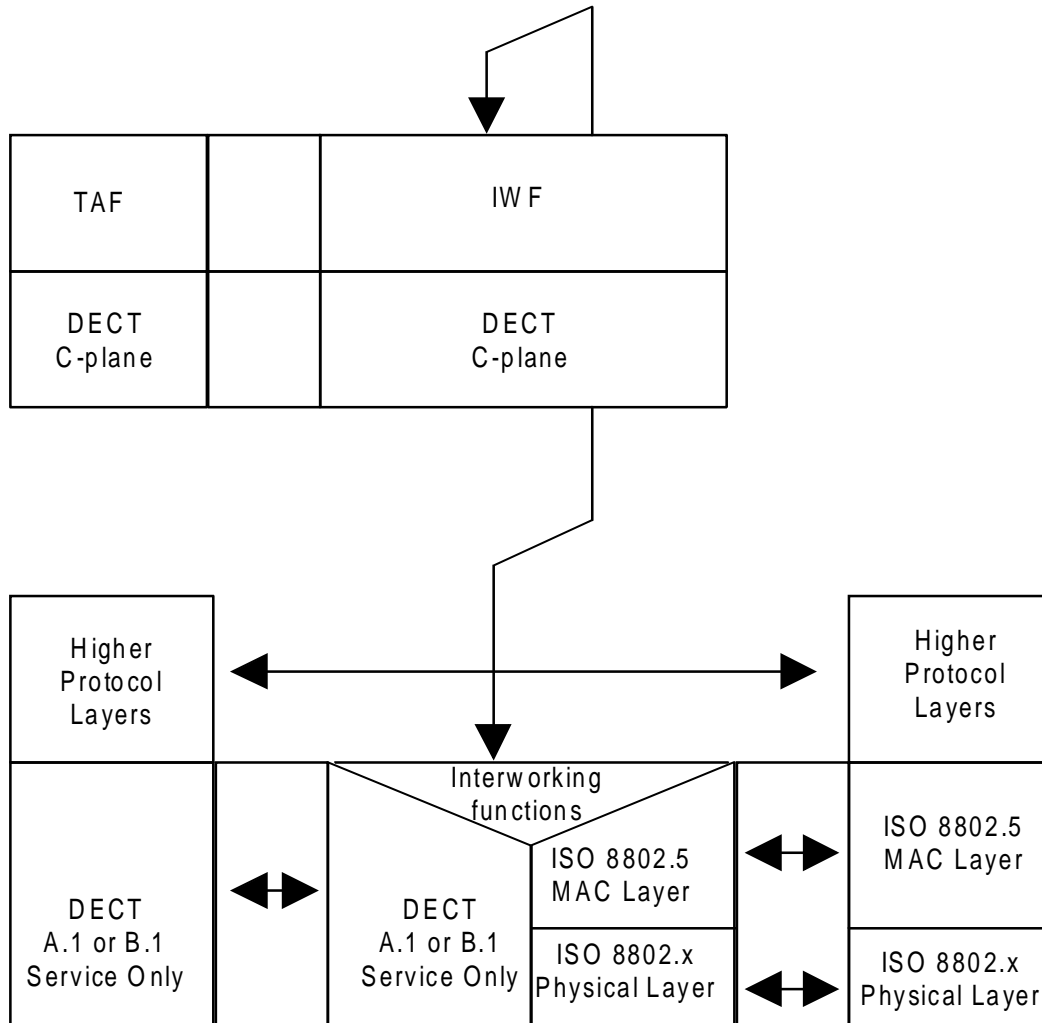 TAF
IWF
DECT
C-plane
DECT
C-plane
Higher
Protocol
Layers
Higher
Protocol
Layers
Interworking
functions
ISO 8802.5
MAC Layer
ISO 8802.5
MAC Layer
DECT
A.1 or B.1
Service Only
DECT
A.1 or B.1
Service Only
ISO 8802.x
Physical Layer
ISO 8802.x
Physical Layer